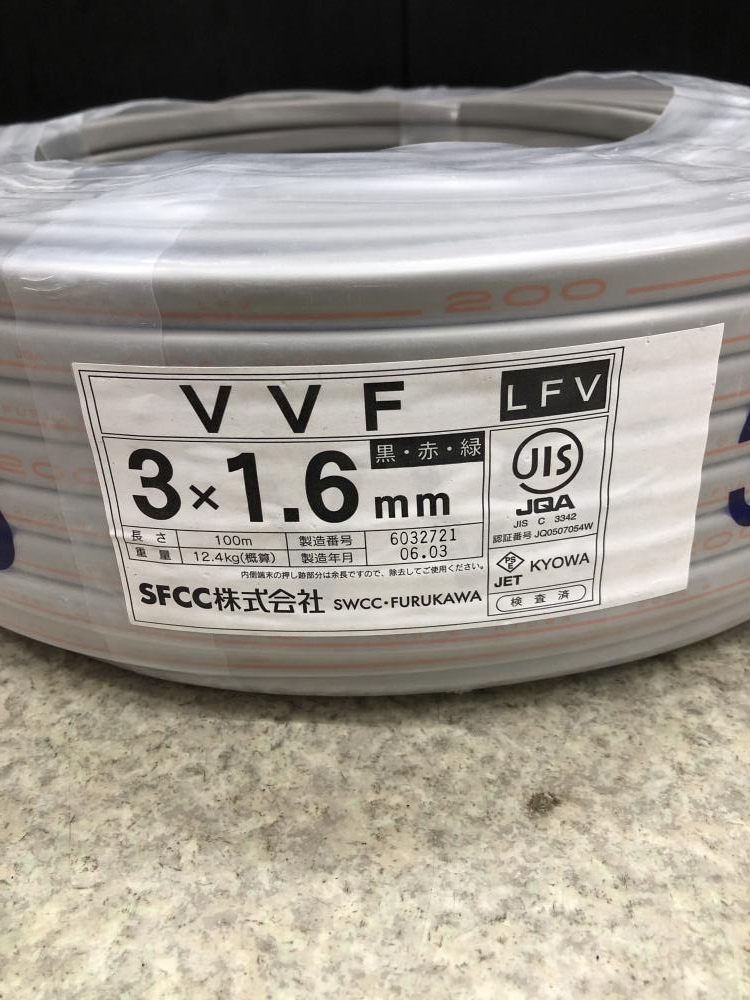 LFV 200
JQA
200
VVF LFV
3×1.6mm 黒・赤・緑
長さ 100m 製造番号 6032721
重量 12.4kg(概算) 製造年月 06.03
内側端末の押し跡部分は余長ですので、除去してご使用ください。
SFCC株式会社 SWCC・FURUKAWA
JIS
JQA
JIS C 3342
認証番号 JQ0507054W
PSE KYOWA
JET
検査済